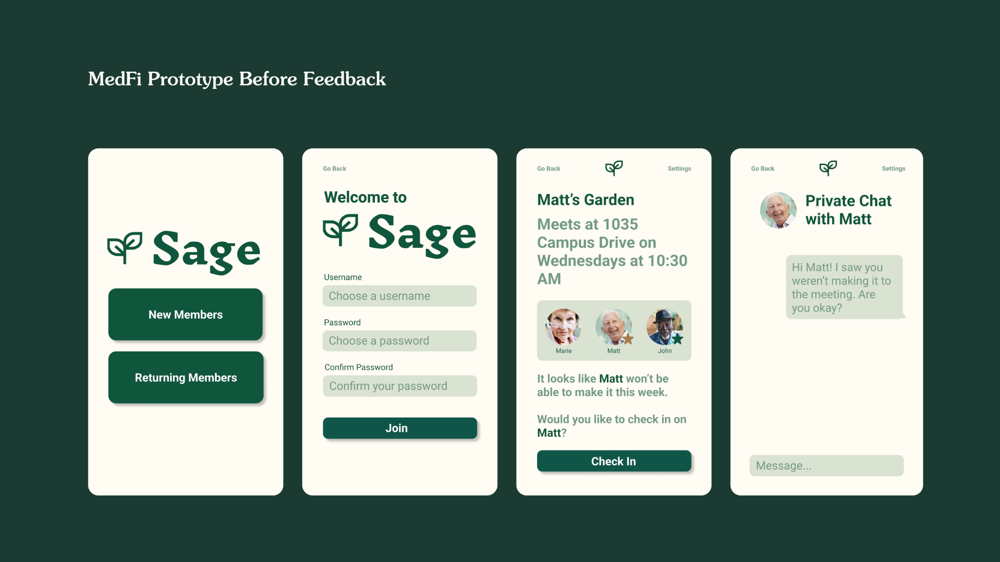 MedFi Prototype Before Feedback
Sage
New Members
Returning Members
Go Back
Welcome to
Sage
Username
Choose a username
Password
Choose a password
Confirm Password
Confirm your password
Join
Go Back
Settings
Matt’s Garden
Meets at 1035
Campus Drive on
Wednesdays at 10:30
AM
Marie
Matt
John
It looks like Matt won’t be
able to make it this week.
Would you like to check in on
Matt?
Check In
Go Back
Settings
Private Chat
with Matt
Hi Matt! I saw you
weren’t making it to
the meeting. Are
you okay?
Message...